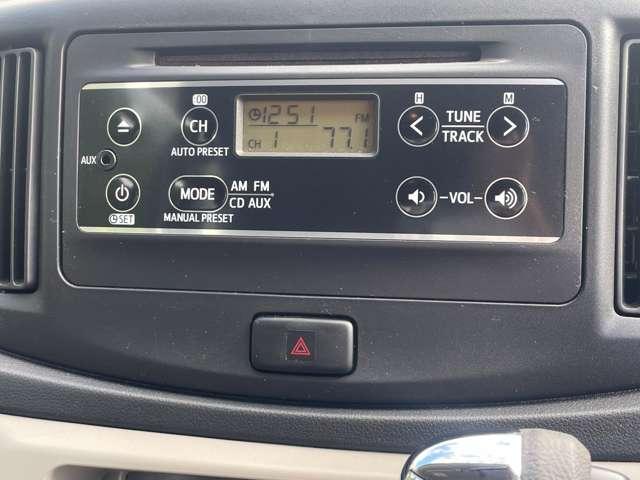 :00
12:51 FM
CH 1 77.1
H
M
CH
AUTO PRESET
TUNE
TRACK
AUX
MODE
AM FM
CD AUX
MANUAL PRESET
SET
VOL